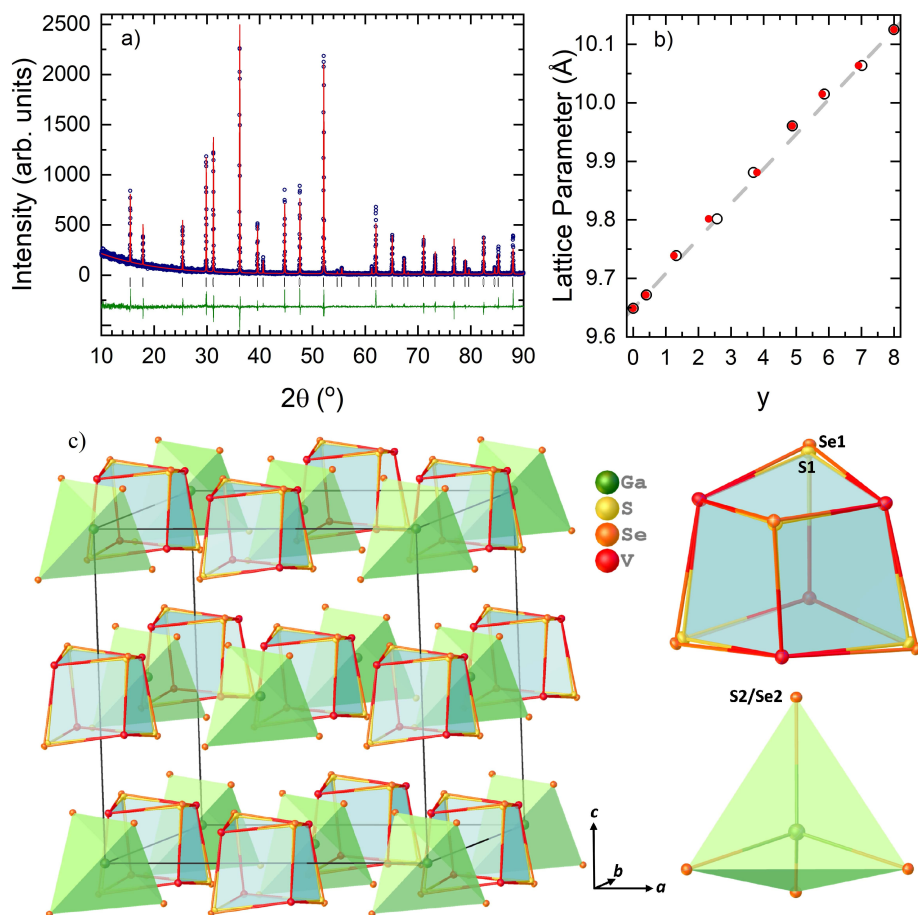 a)
Intensity (arb. units)
2500
2000
1500
1000
500
0
10 20 30 40 50 60 70 80 90
2θ (º)
b)
Lattice Parameter (Å)
10.1
10.0
9.9
9.8
9.7
9.6
0 1 2 3 4 5 6 7 8
y
c)
Ga
S
Se
V
Se1
S1
S2/Se2
c
b
a